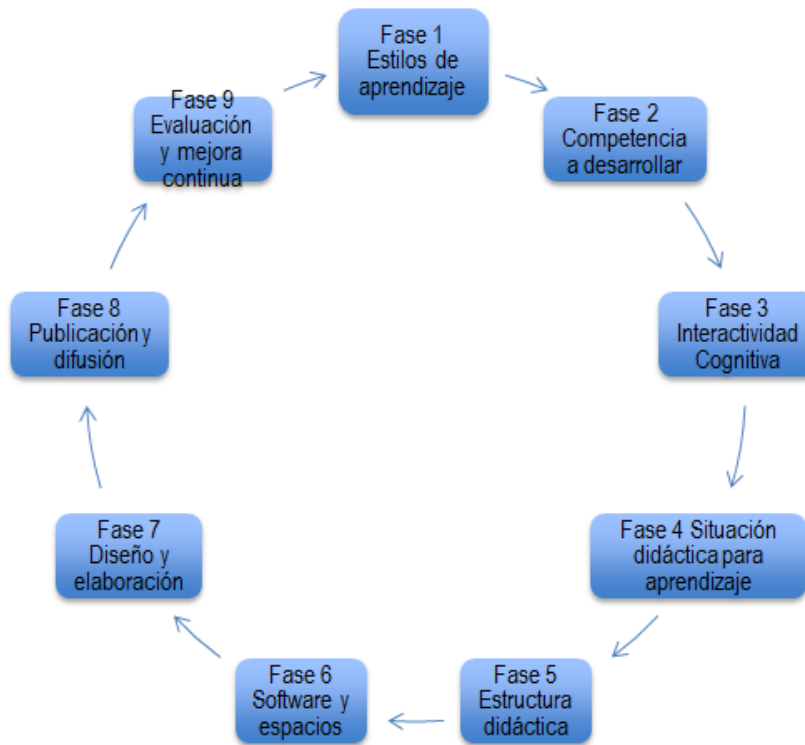 Fase 1
Estilos de
aprendizaje
Fase 2
Competencia
a desarrollar
Fase 3
Interactividad
Cognitiva
Fase 4 Situación
didáctica para
aprendizaje
Fase 5
Estructura
didáctica
Fase 6
Software y
espacios
Fase 7
Diseño y
elaboración
Fase 8
Publicación y
difusión
Fase 9
Evaluación
y mejora
continua